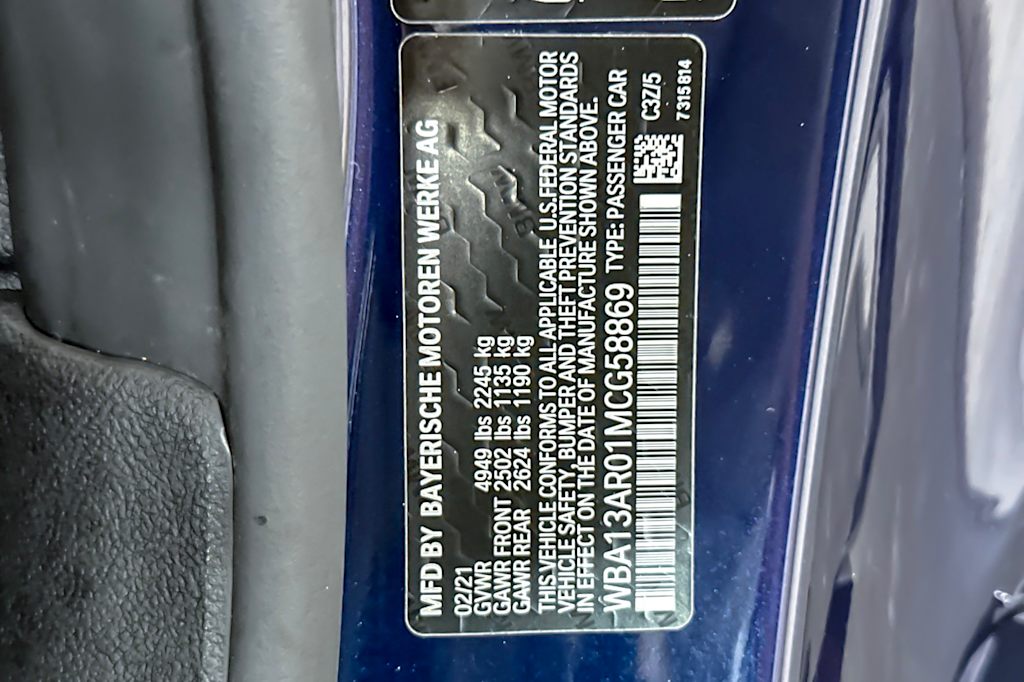 MFD BY BAYERISCHE MOTOREN WERKE AG
02/21
GVWR 4949 lbs 2245 kg
GAWR FRONT 2502 lbs 1135 kg
GAWR REAR 2624 lbs 1190 kg
THIS VEHICLE CONFORMS TO ALL APPLICABLE U.S. FEDERAL MOTOR
VEHICLE SAFETY, BUMPER AND THEFT PREVENTION STANDARDS
IN EFFECT ON THE DATE OF MANUFACTURE SHOWN ABOVE.
WBA13AR01MCG58869 TYPE: PASSENGER CAR
C3Z/5
7315814